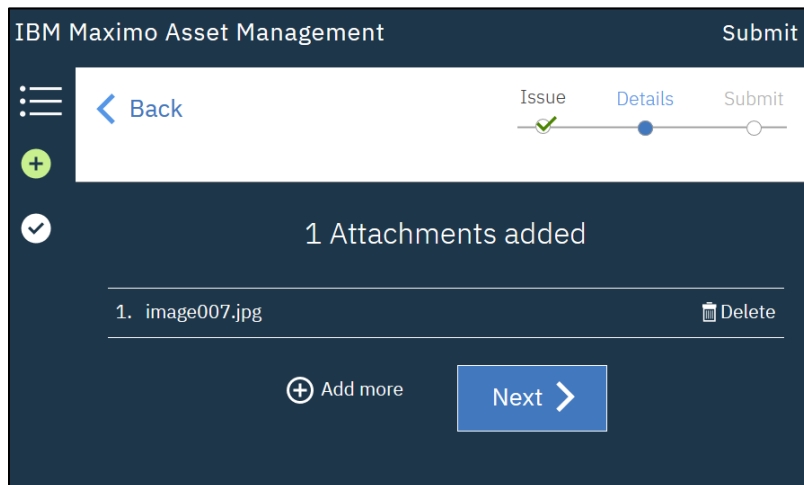 IBM Maximo Asset Management Submit
Back
Issue Details Submit
1 Attachments added
1. image007.jpg Delete
Add more
Next